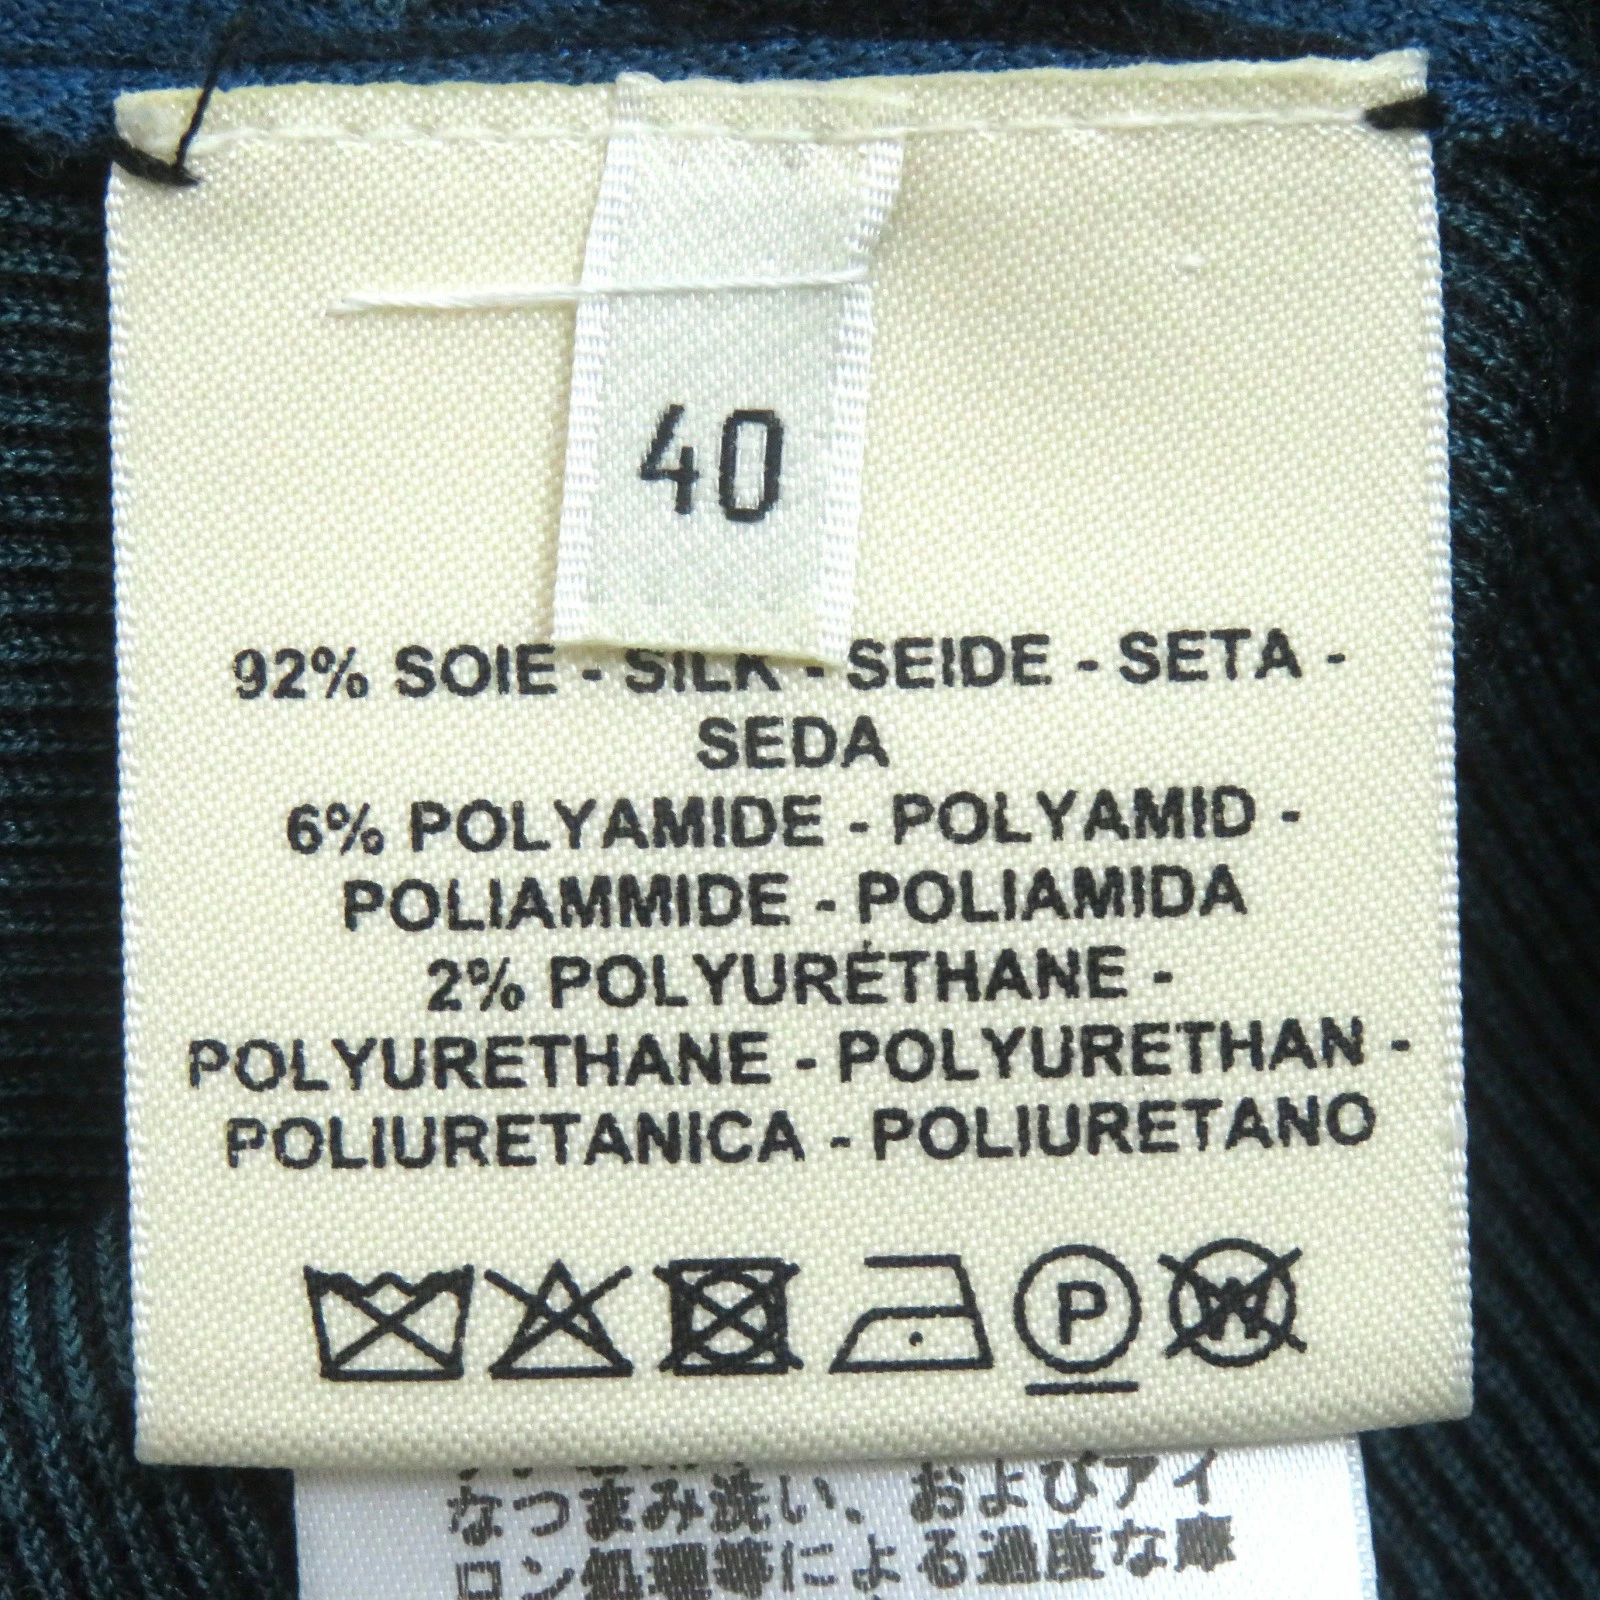 40
92% SOIE - SILK - SEIDE - SETA -
SEDA
6% POLYAMIDE - POLYAMID -
POLIAMMIDE - POLIAMIDA
2% POLYURÉTHANE -
POLYURETHANE - POLYURETHAN -
POLIURETANICA - POLIURETANO
P
W
なつまみ洗い、およびアイ
ロン処理等による過度な摩